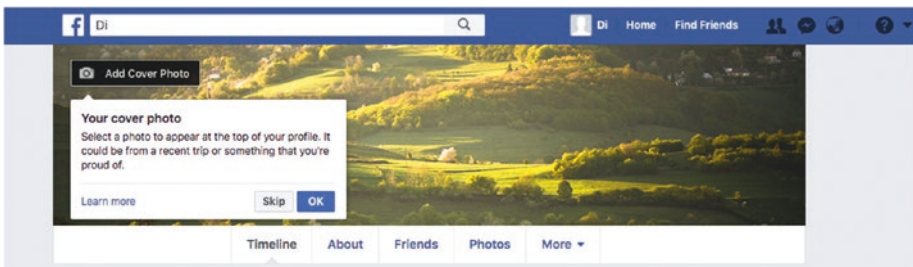 f Di Di Home Find Friends ?
Add Cover Photo
Your cover photo
Select a photo to appear at the top of your profile. It
could be from a recent trip or something that you're
proud of.
Learn more Skip OK
Timeline About Friends Photos More